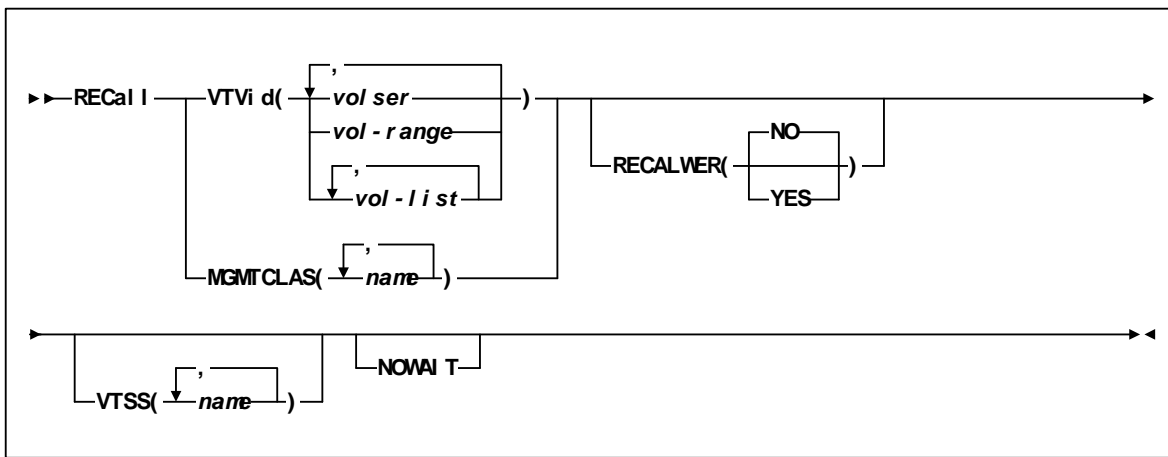 ,
RECall VTVid( volser )
vol-range
NO
RECALWER( )
YES
,
vol-list
,
MGMTCLAS( name )
,
VTSS( name )
NOWAIT